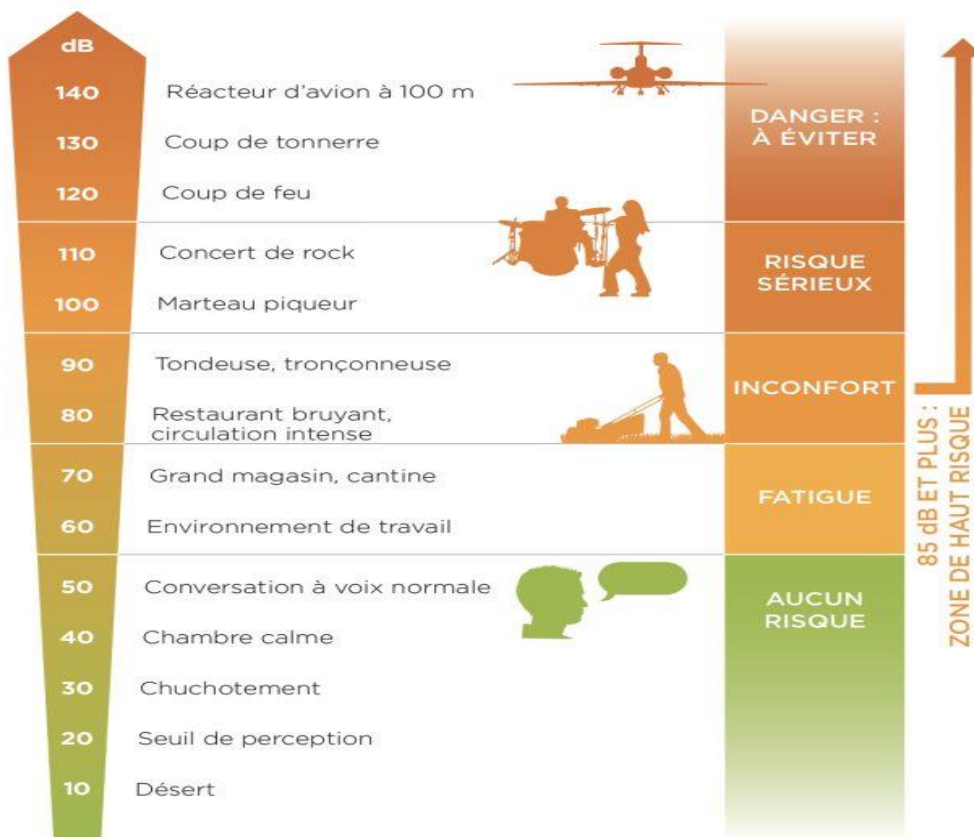 dB
140 Réacteur d'avion à 100 m
130 Coup de tonnerre
120 Coup de feu
DANGER :
À ÉVITER
110 Concert de rock
100 Marteau piqueur
RISQUE
SÉRIEUX
90 Tondeuse, tronçonneuse
80 Restaurant bruyant,
circulation intense
INCONFORT
70 Grand magasin, cantine
60 Environnement de travail
FATIGUE
50 Conversation à voix normale
40 Chambre calme
30 Chuchotement
20 Seuil de perception
10 Désert
AUCUN
RISQUE
85 dB ET PLUS :
ZONE DE HAUT RISQUE